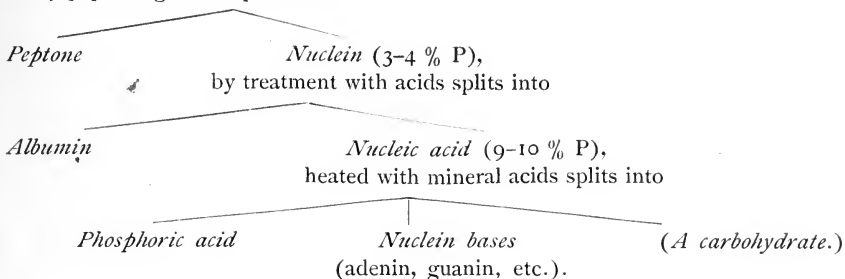 Peptone Nuclein (3-4 % P),
by treatment with acids splits into
Albumin Nucleic acid (9-10 % P),
heated with mineral acids splits into
Phosphoric acid Nuclein bases (A carbohydrate.)
(adenin, guanin, etc.).